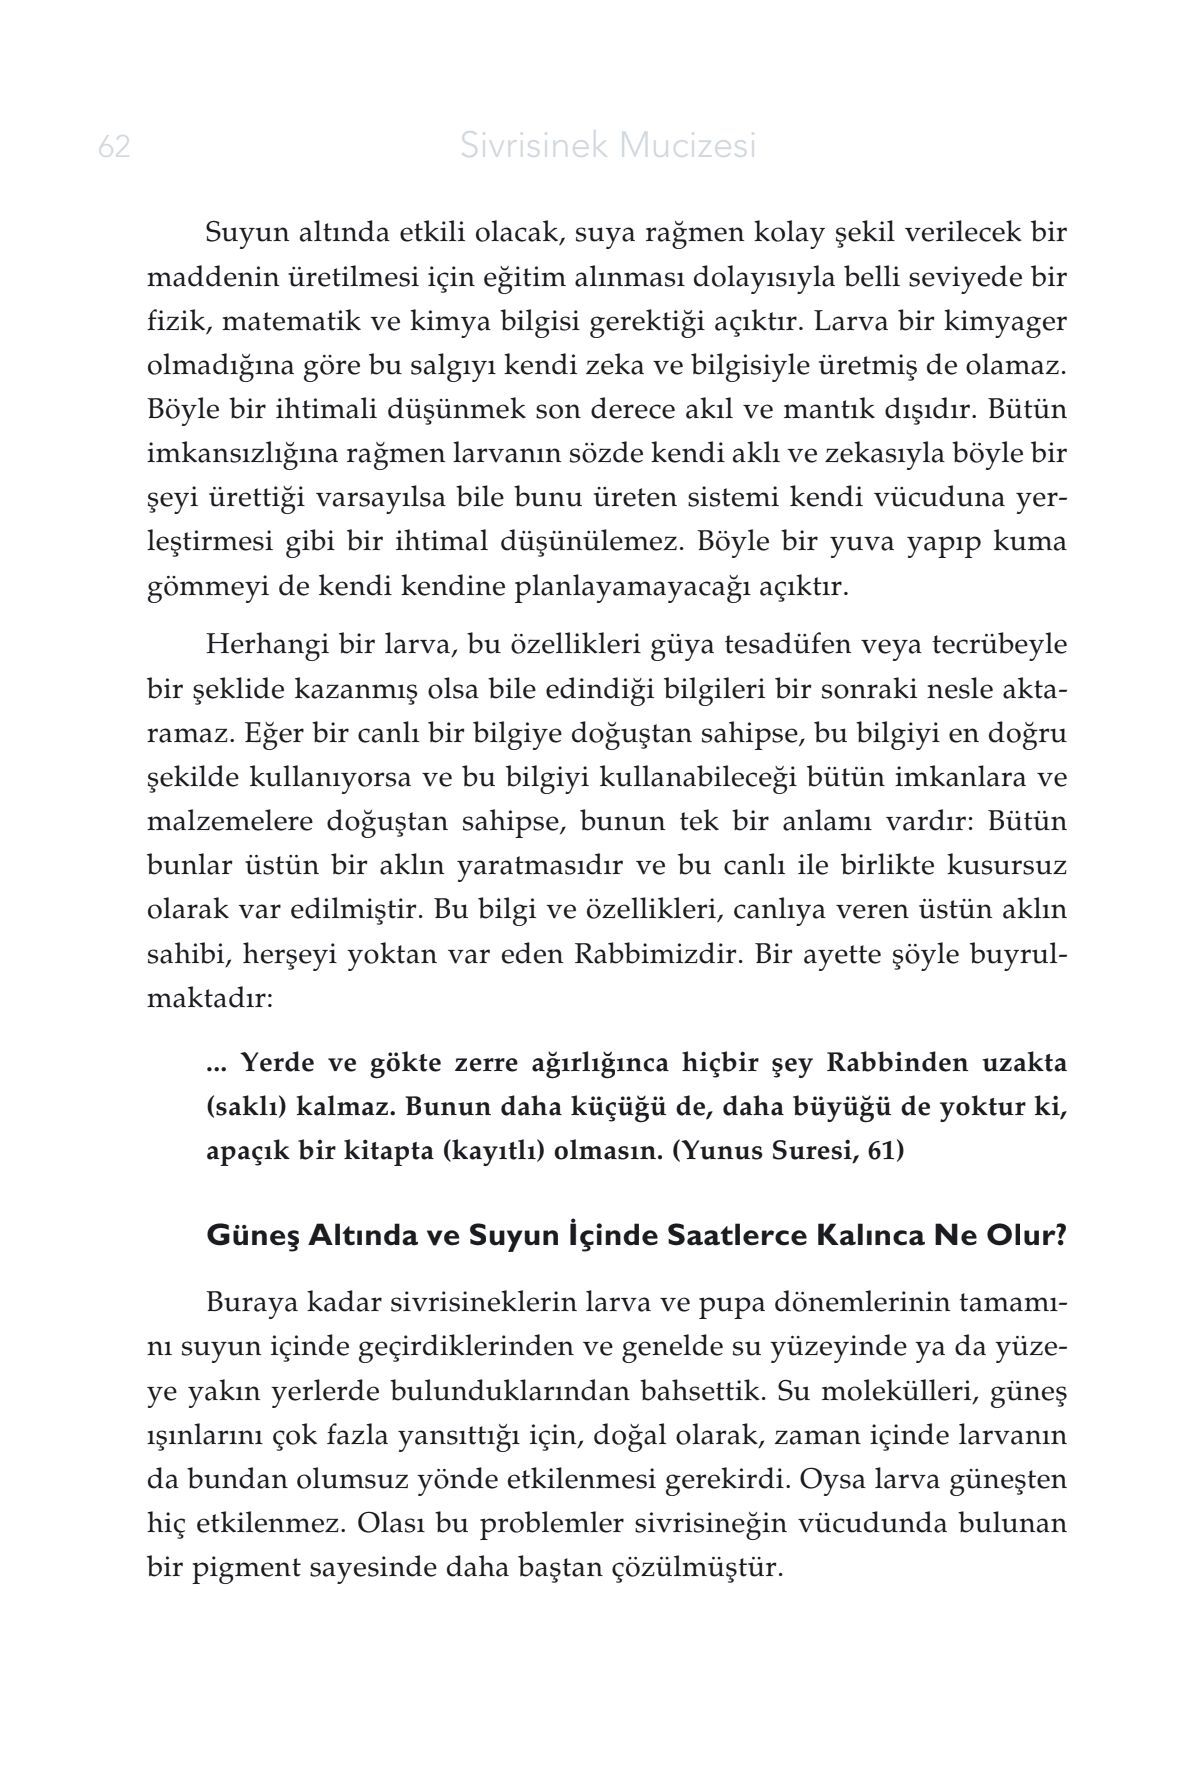 62
Sivrisinek Mucizesi
Suyun altında etkili olacak, suya rağmen kolay şekil verilecek bir
maddenin üretilmesi için eğitim alınması dolayısıyla belli seviyede bir
fizik, matematik ve kimya bilgisi gerektiği açıktır. Larva bir kimyager
olmadığına göre bu salgıyı kendi zeka ve bilgisiyle üretmiş de olamaz.
Böyle bir ihtimali düşünmek son derece akıl ve mantık dışıdır. Bütün
imkansızlığına rağmen larvanın sözde kendi aklı ve zekasıyla böyle bir
şeyi ürettiği varsayılsa bile bunu üreten sistemi kendi vücuduna yer-
leştirmesi gibi bir ihtimal düşünülemez. Böyle bir yuva yapıp kuma
gömmeyi de kendi kendine planlayamayacağı açıktır.
Herhangi bir larva, bu özellikleri güya tesadüfen veya tecrübeyle
bir şeklide kazanmış olsa bile edindiği bilgileri bir sonraki nesle akta-
ramaz. Eğer bir canlı bir bilgiye doğuştan sahipse, bu bilgiyi en doğru
şekilde kullanıyorsa ve bu bilgiyi kullanabileceği bütün imkanlara ve
malzemelere doğuştan sahipse, bunun tek bir anlamı vardır: Bütün
bunlar üstün bir aklın yaratmasıdır ve bu canlı ile birlikte kusursuz
olarak var edilmiştir. Bu bilgi ve özellikleri, canlıya veren üstün aklın
sahibi, herşeyi yoktan var eden Rabbimizdir. Bir ayette şöyle buyrul-
maktadır:
... Yerde ve gökte zerre ağırlığınca hiçbir şey Rabbinden uzakta
(saklı) kalmaz. Bunun daha küçüğü de, daha büyüğü de yoktur ki,
apaçık bir kitapta (kayıtlı) olmasın. (Yunus Suresi, 61)
Güneş Altında ve Suyun İçinde Saatlerce Kalınca Ne Olur?
Buraya kadar sivrisineklerin larva ve pupa dönemlerinin tamamı-
nı suyun içinde geçirdiklerinden ve genelde su yüzeyinde ya da yüze-
ye yakın yerlerde bulunduklarından bahsettik. Su molekülleri, güneş
ışınlarını çok fazla yansıttığı için, doğal olarak, zaman içinde larvanın
da bundan olumsuz yönde etkilenmesi gerekirdi. Oysa larva güneşten
hiç etkilenmez. Olası bu problemler sivrisineğin vücudunda bulunan
bir pigment sayesinde daha baştan çözülmüştür.